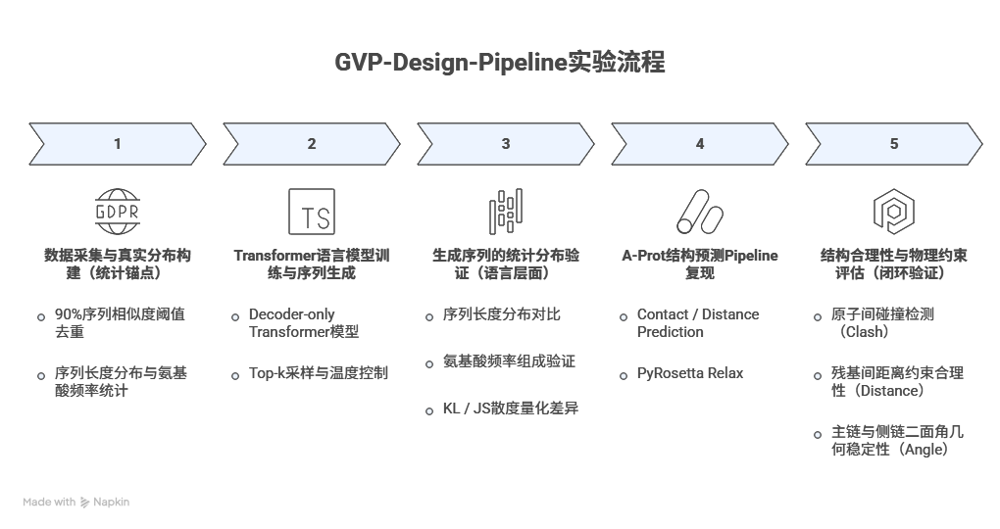 GVP-Design-Pipeline实验流程
1
2
3
4
5
GDPR
TS
数据采集与真实分布构
建（统计锚点）
90%序列相似度阈值
去重
序列长度分布与氨基
酸频率统计
Transformer语言模型训
练与序列生成
Decoder-only
Transformer模型
Top-k采样与温度控制
生成序列的统计分布验
证（语言层面）
序列长度分布对比
氨基酸频率组成验证
KL / JS散度量化差异
A-Prot结构预测Pipeline
复现
Contact / Distance
Prediction
PyRosetta Relax
结构合理性与物理约束
评估（闭环验证）
原子间碰撞检测
（Clash）
残基间距离约束合理
性（Distance）
主链与侧链二面角几
何稳定性（Angle）
Made with Napkin